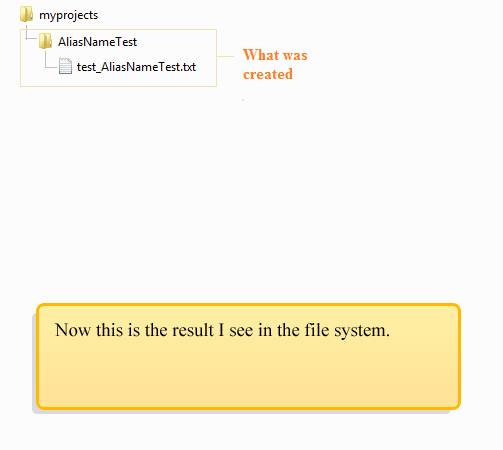 myprojects
AliasNameTest
test_AliasNameTest.txt
What was
created
Now this is the result I see in the file system.